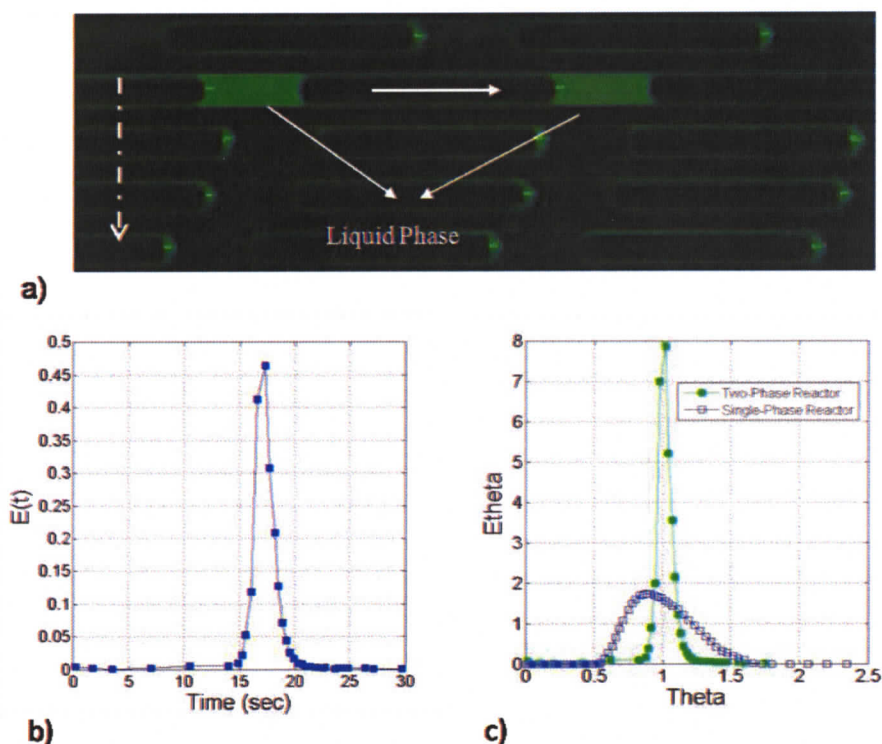 Liquid Phase
a)
0.5
0.45
0.4
0.35
0.3
0.25
0.2
0.15
0.1
0.05
0
E(t)
0 5 10 15 20 25 30
Time (sec)
b)
8
7
6
5
4
3
2
1
0
Etheta
Two-Phase Reactor
Single-Phase Reactor
0 0.5 1 1.5 2 2.5
Theta
c)